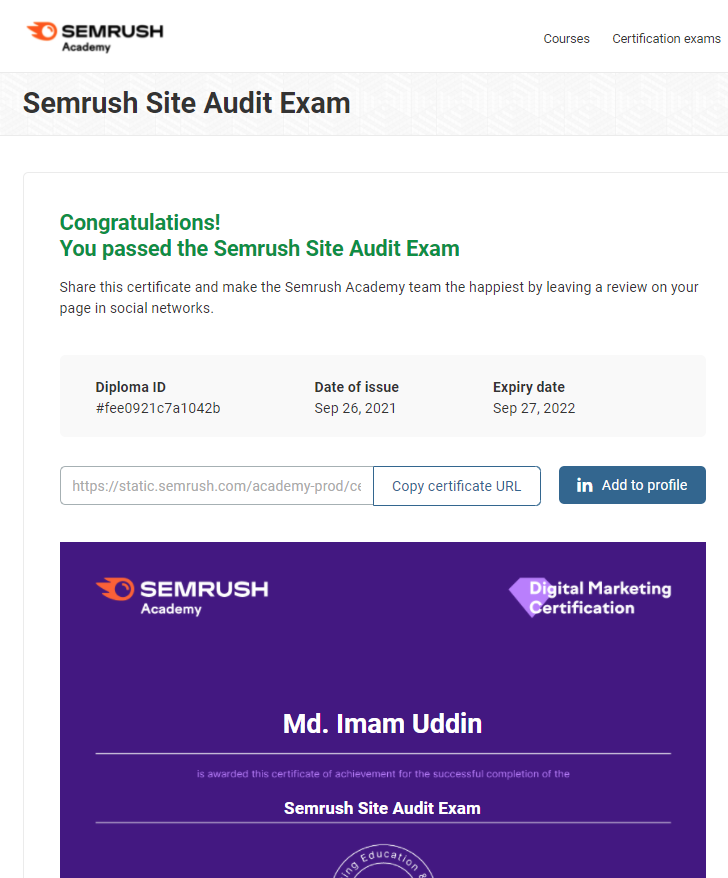 SEMRUSH
Academy
Courses
Certification exams
Semrush Site Audit Exam
Congratulations!
You passed the Semrush Site Audit Exam
Share this certificate and make the Semrush Academy team the happiest by leaving a review on your
page in social networks.
Diploma ID
Date of issue
Expiry date
#fee0921c7a1042b
Sep 26, 2021
Sep 27, 2022
https://static.semrush.com/academy-prod/ce
Copy certificate URL
in Add to profile
SEMRUSH
Academy
Digital Marketing
Certification
Md. Imam Uddin
is awarded this certificate of achievement for the successful completion of the
Semrush Site Audit Exam
ing Education &